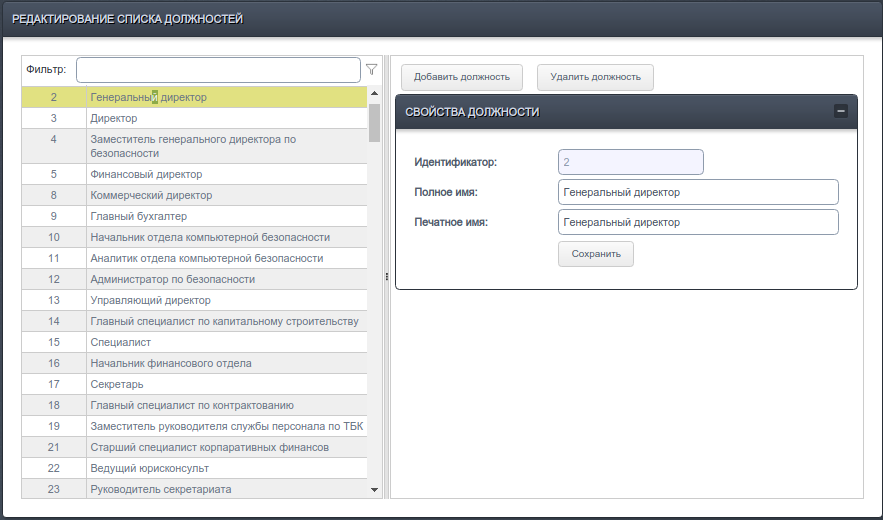 РЕДАКТИРОВАНИЕ СПИСКА ДОЛЖНОСТЕЙ
Фильтр:
2 Генеральный директор
3 Директор
4 Заместитель генерального директора по
безопасности
5 Финансовый директор
8 Коммерческий директор
9 Главный бухгалтер
10 Начальник отдела компьютерной безопасности
11 Аналитик отдела компьютерной безопасности
12 Администратор по безопасности
13 Управляющий директор
14 Главный специалист по капитальному строительству
15 Специалист
16 Начальник финансового отдела
17 Секретарь
18 Главный специалист по контрактованию
19 Заместитель руководителя службы персонала по ТБК
21 Старший специалист корпаративных финансов
22 Ведущий юрисконсульт
23 Руководитель секретариата
Добавить должность Удалить должность
СВОЙСТВА ДОЛЖНОСТИ
Идентификатор: 2
Полное имя: Генеральный директор
Печатное имя: Генеральный директор
Сохранить